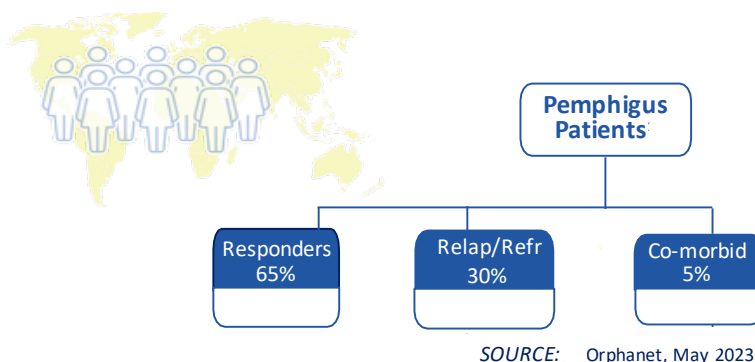 Pemphigus
Patients
Responders
65%
Relap/Refr
30%
Co-morbid
5%
SOURCE: Orphanet, May 2023